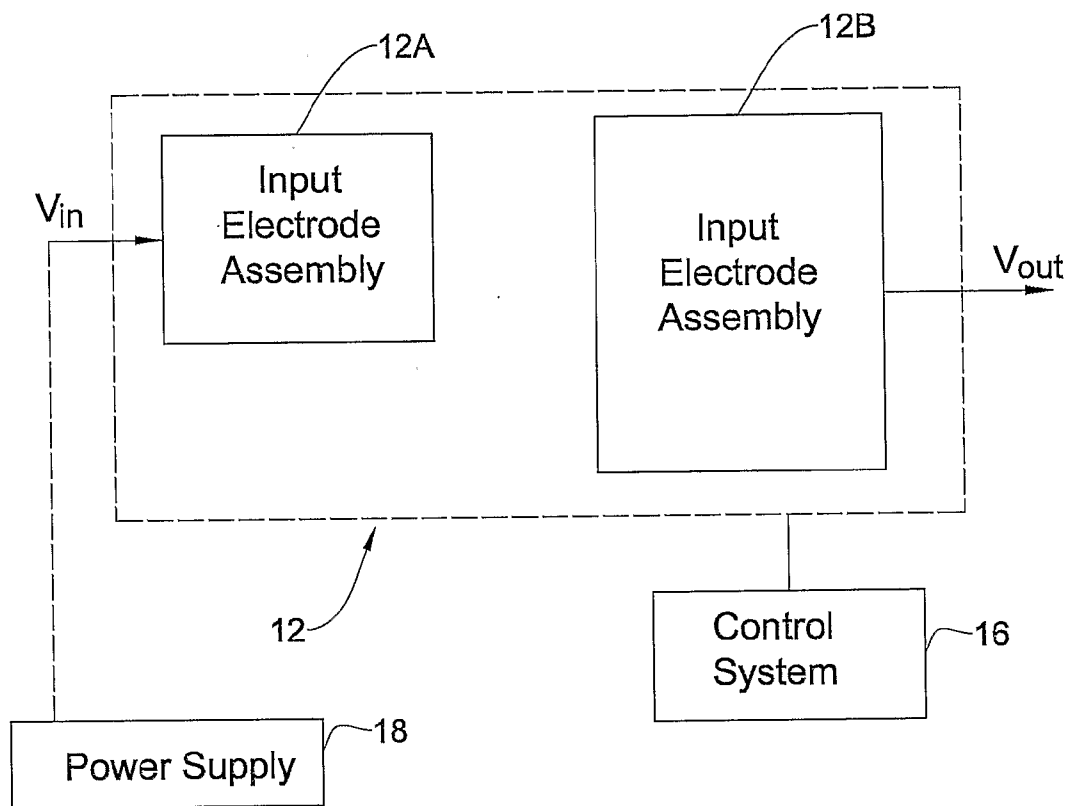 12A
12B
Input
Electrode
Assembly
Vin
Input
Electrode
Assembly
Vout
12
Control
System
16
18
Power Supply